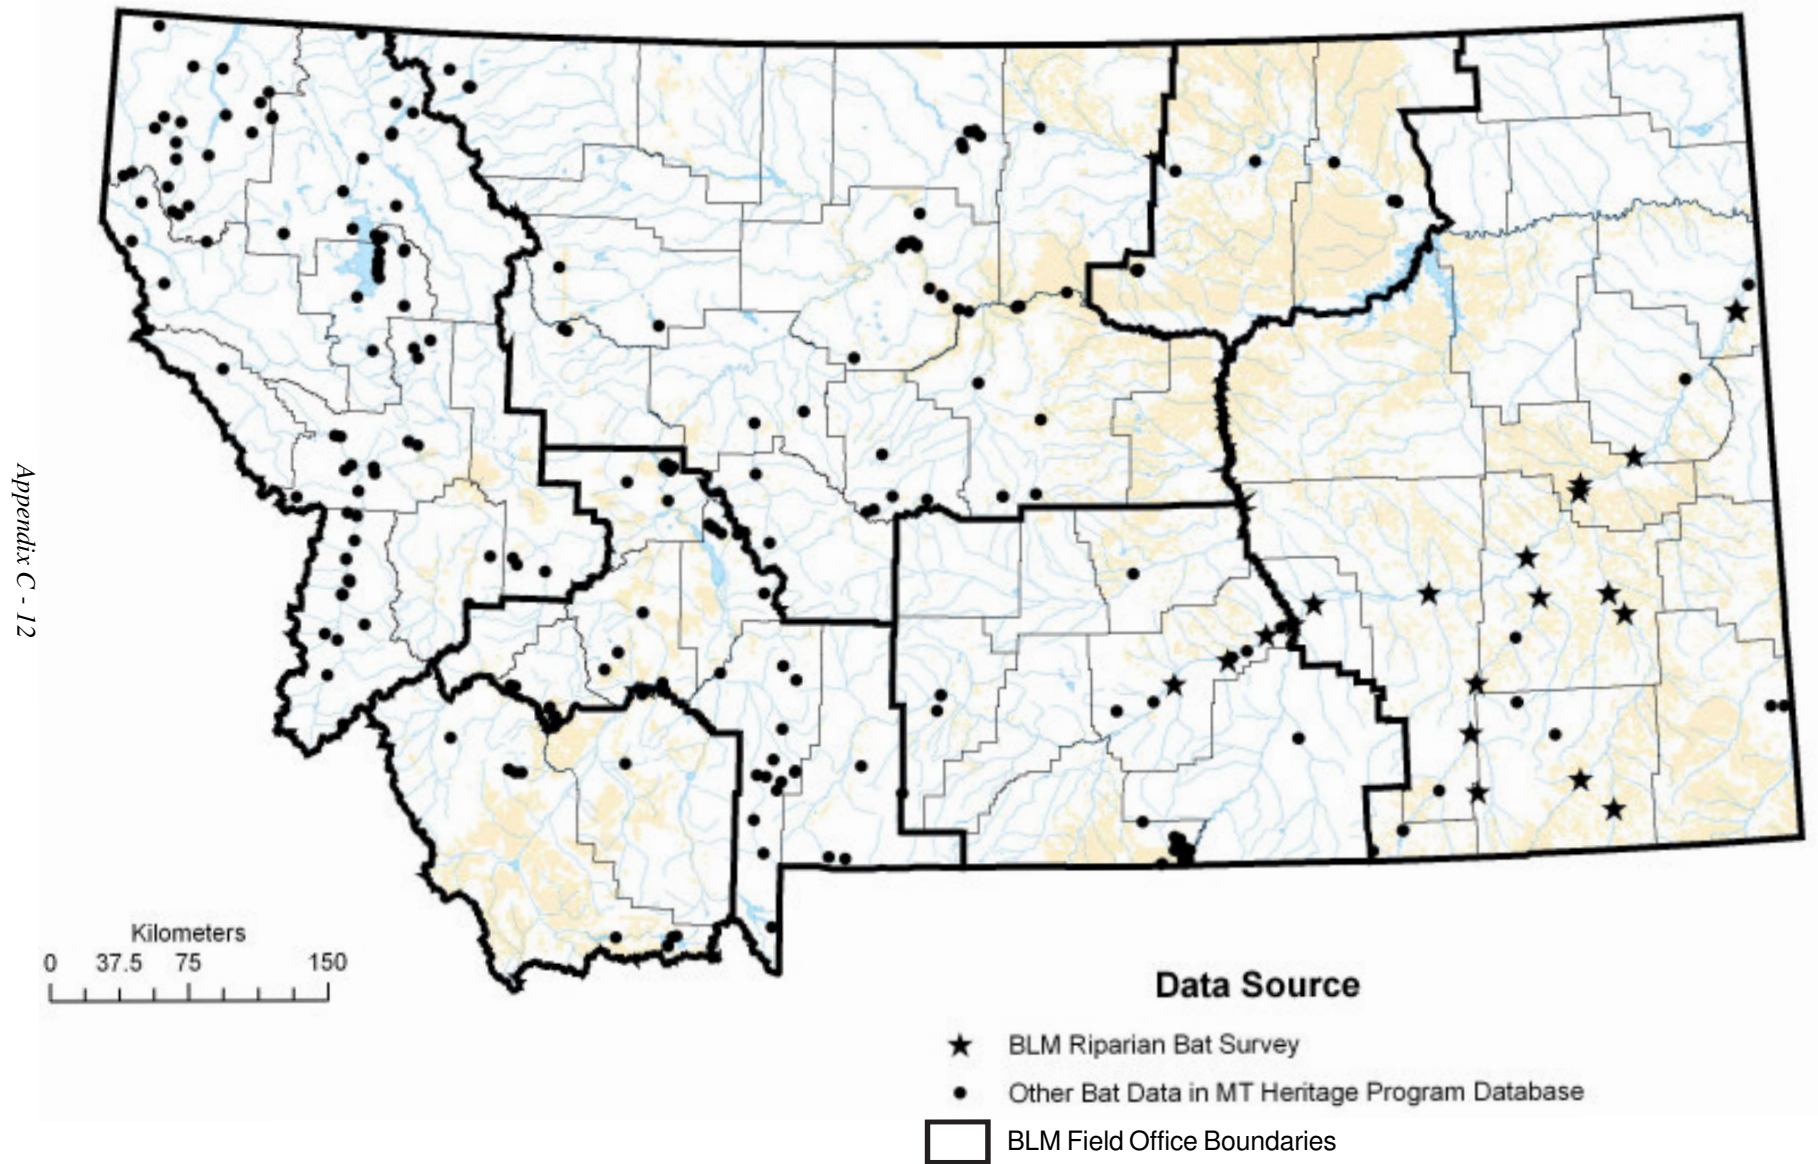 Appendix C - 12
Kilometers
0 37.5 75 150
Data Source
BLM Riparian Bat Survey
Other Bat Data in MT Heritage Program Database
BLM Field Office Boundaries